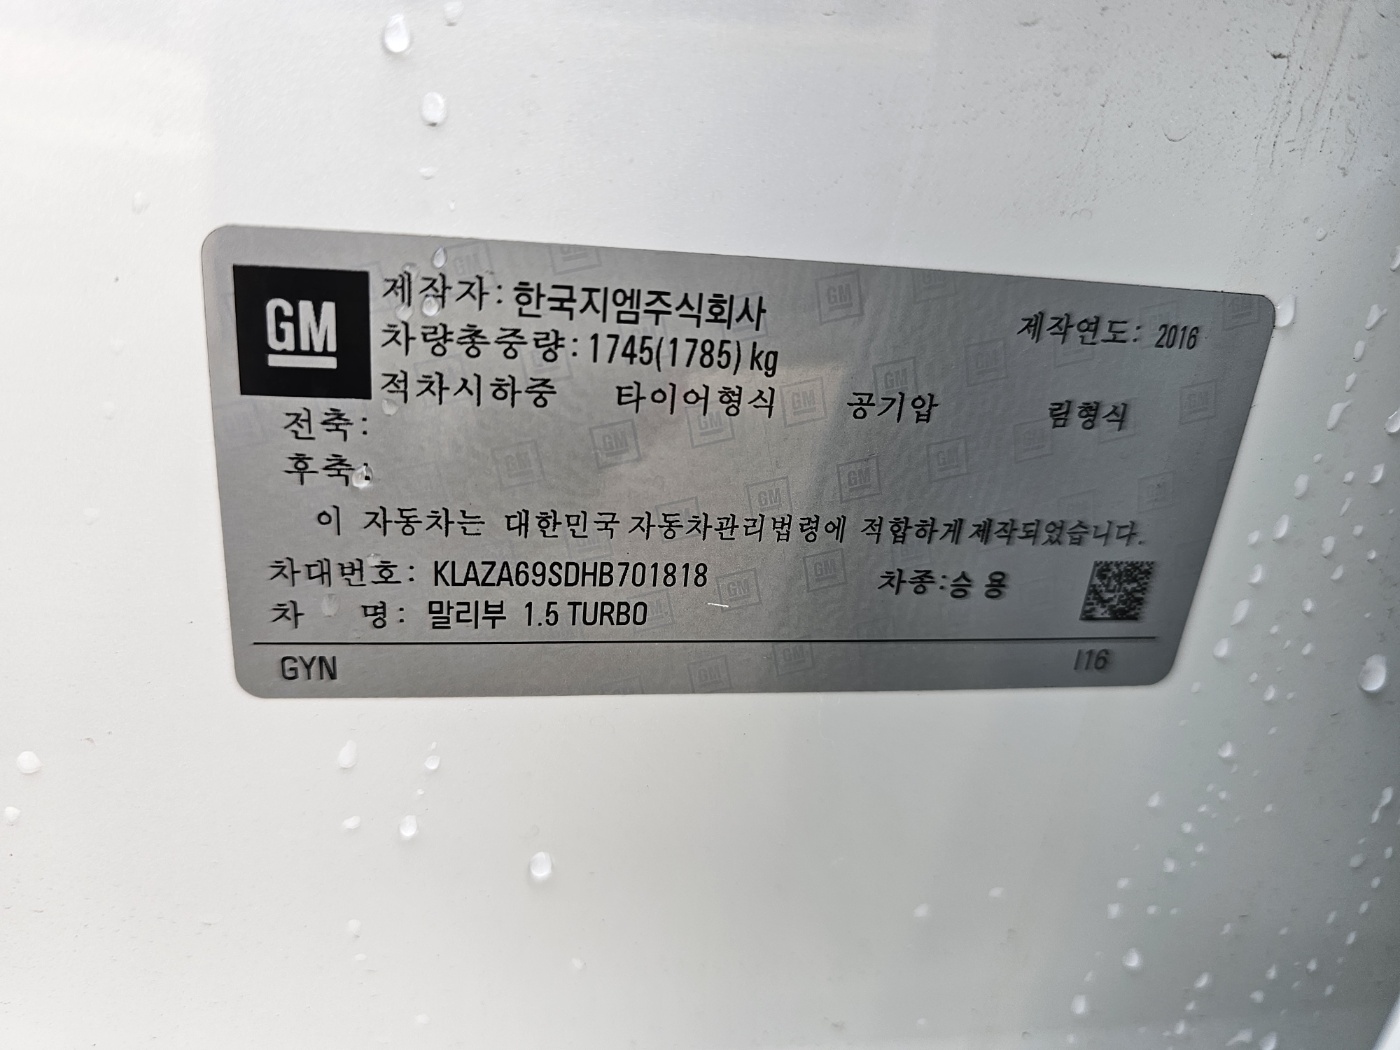 GM
제작자: 한국지엠주식회사
제작연도: 2016
차량총중량: 1745(1785) kg
적차시하중 타이어형식 공기압 림형식
전축:
후축:
이 자동차는 대한민국 자동차관리법령에 적합하게 제작되었습니다.
차대번호: KLAZA69SDHB701818
차종:승 용
차 명: 말리부 1.5 TURBO
GYN I16